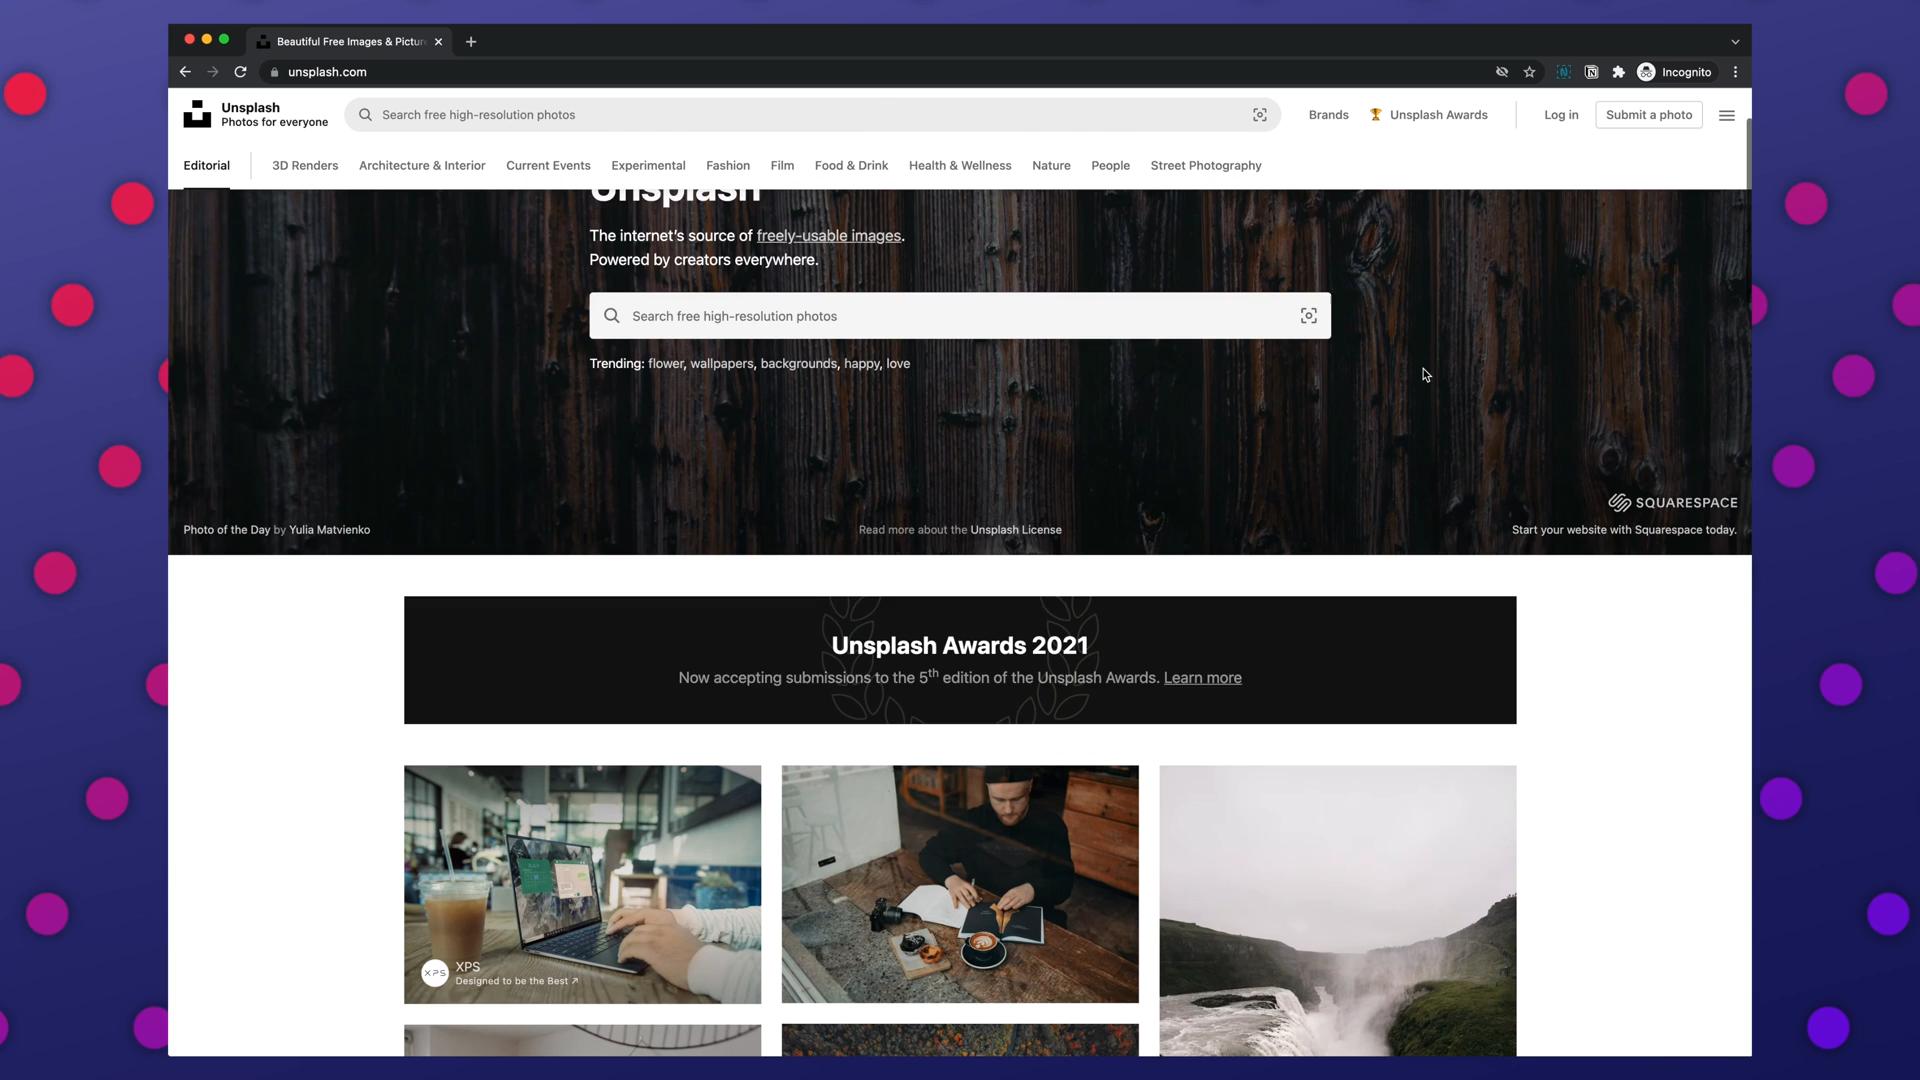 Beautiful Free Images & Pictur
unsplash.com
Incognito
Unsplash
Photos for everyone
Search free high-resolution photos
Brands
Unsplash Awards
Log in
Submit a photo
Editorial
3D Renders
Architecture & Interior
Current Events
Experimental
Fashion
Film
Food & Drink
Health & Wellness
Nature
People
Street Photography
Unsplash
The internet's source of freely-usable images.
Powered by creators everywhere.
Search free high-resolution photos
Trending: flower, wallpapers, backgrounds, happy, love
SQUARESPACE
Photo of the Day by Yulia Matvienko
Read more about the Unsplash License
Start your website with Squarespace today.
Unsplash Awards 2021
Now accepting submissions to the 5th edition of the Unsplash Awards. Learn more
XPS
XPS
Designed to be the Best ↗